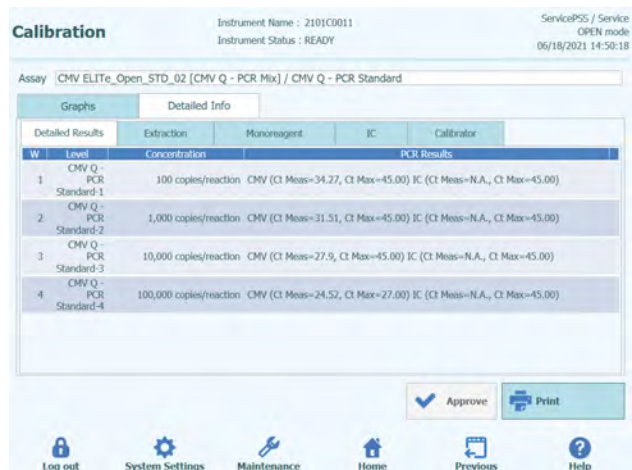 Calibration
Instrument Name : 2101C0011
Instrument Status : READY
ServicePSS / Service
OPEN mode
06/18/2021 14:50:18
Assay CMV ELITe_Open_STD_02 [CMV Q - PCR Mix] / CMV Q - PCR Standard
Graphs Detailed Info
Detailed Results Extraction Monoreagent IC Calibrator
W Level Concentration PCR Results
CMV Q -
1 PCR 100 copies/reaction CMV (Ct Meas=34.27, Ct Max=45.00) IC (Ct Meas=N.A., Ct Max=45.00)
Standard-1
CMV Q -
2 PCR 1,000 copies/reaction CMV (Ct Meas=31.51, Ct Max=45.00) IC (Ct Meas=N.A., Ct Max=45.00)
Standard-2
CMV Q -
3 PCR 10,000 copies/reaction CMV (Ct Meas=27.9, Ct Max=45.00) IC (Ct Meas=N.A., Ct Max=45.00)
Standard-3
CMV Q -
4 PCR 100,000 copies/reaction CMV (Ct Meas=24.52, Ct Max=27.00) IC (Ct Meas=N.A., Ct Max=45.00)
Standard-4
Approve Print
Log out System Settings Maintenance Home Previous Help